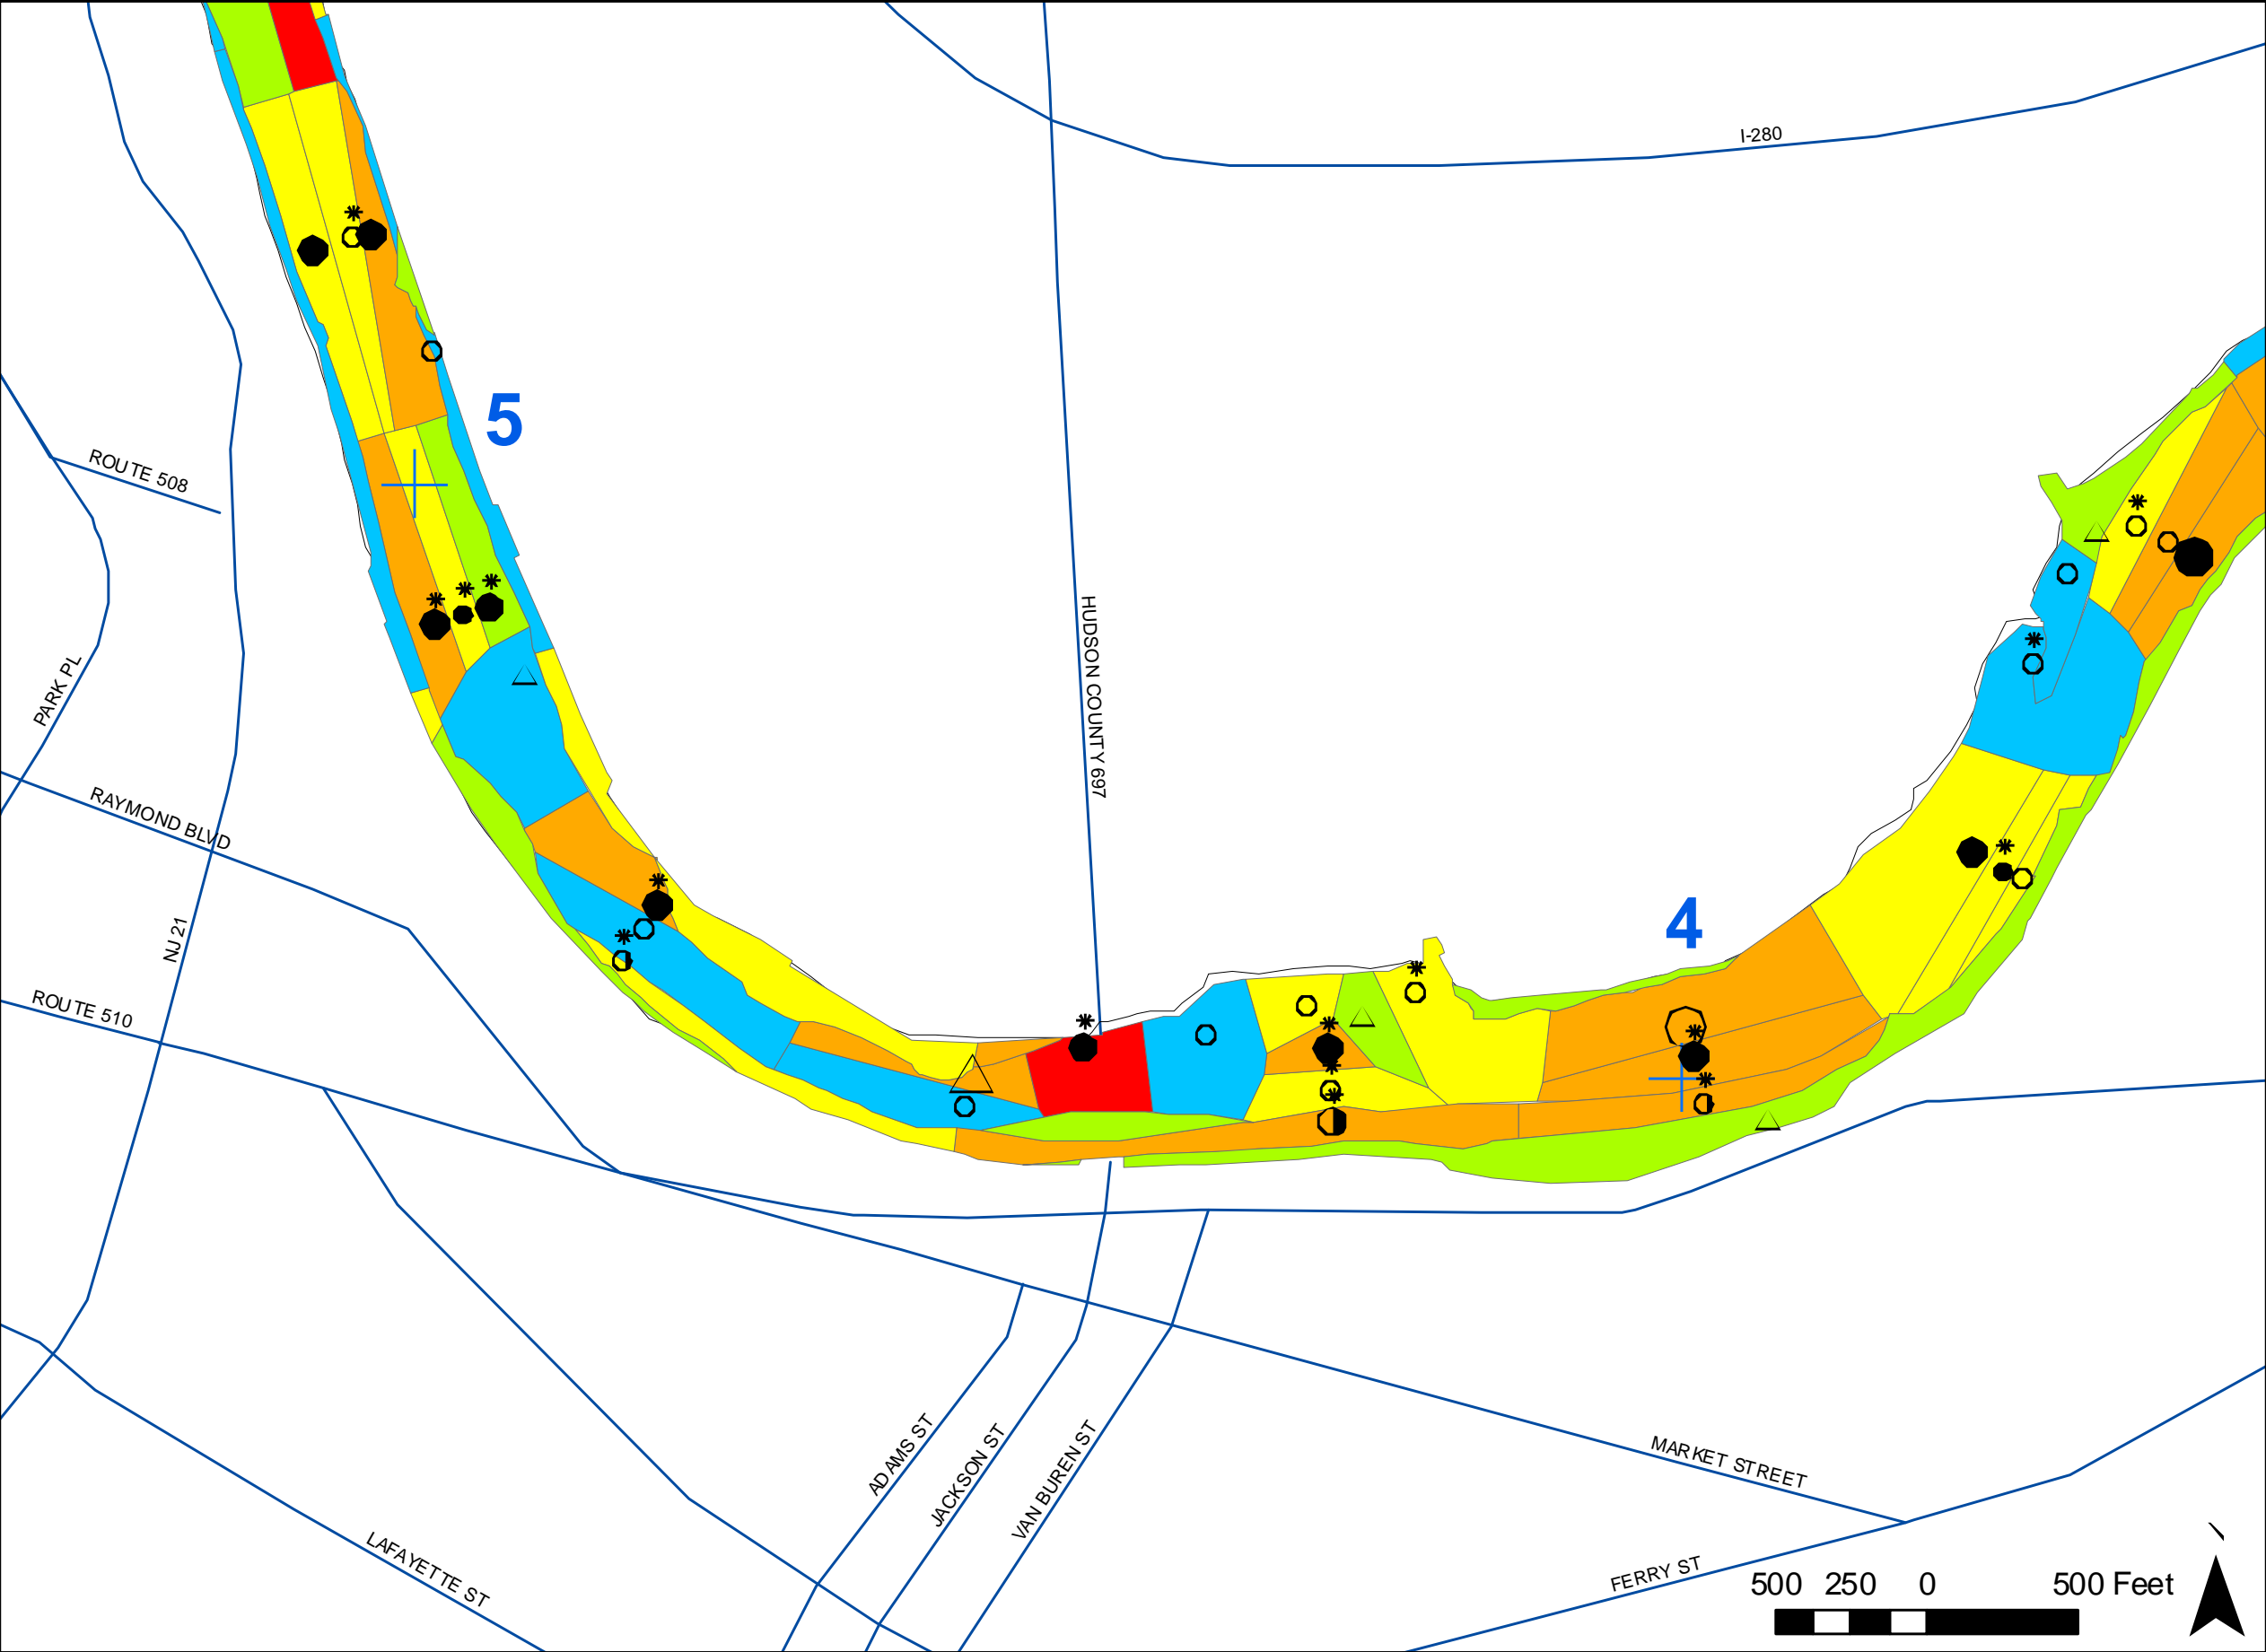 I-280
5
ROUTE 508
HUDSON COUNTY 697
PARK PL
RAYMOND BLVD
4
NJ 21
ROUTE 510
ADAMS ST
JACKSON ST
VAN BUREN ST
MARKET STREET
LAFAYETTE ST
FERRY ST
500 250 0 500 Feet